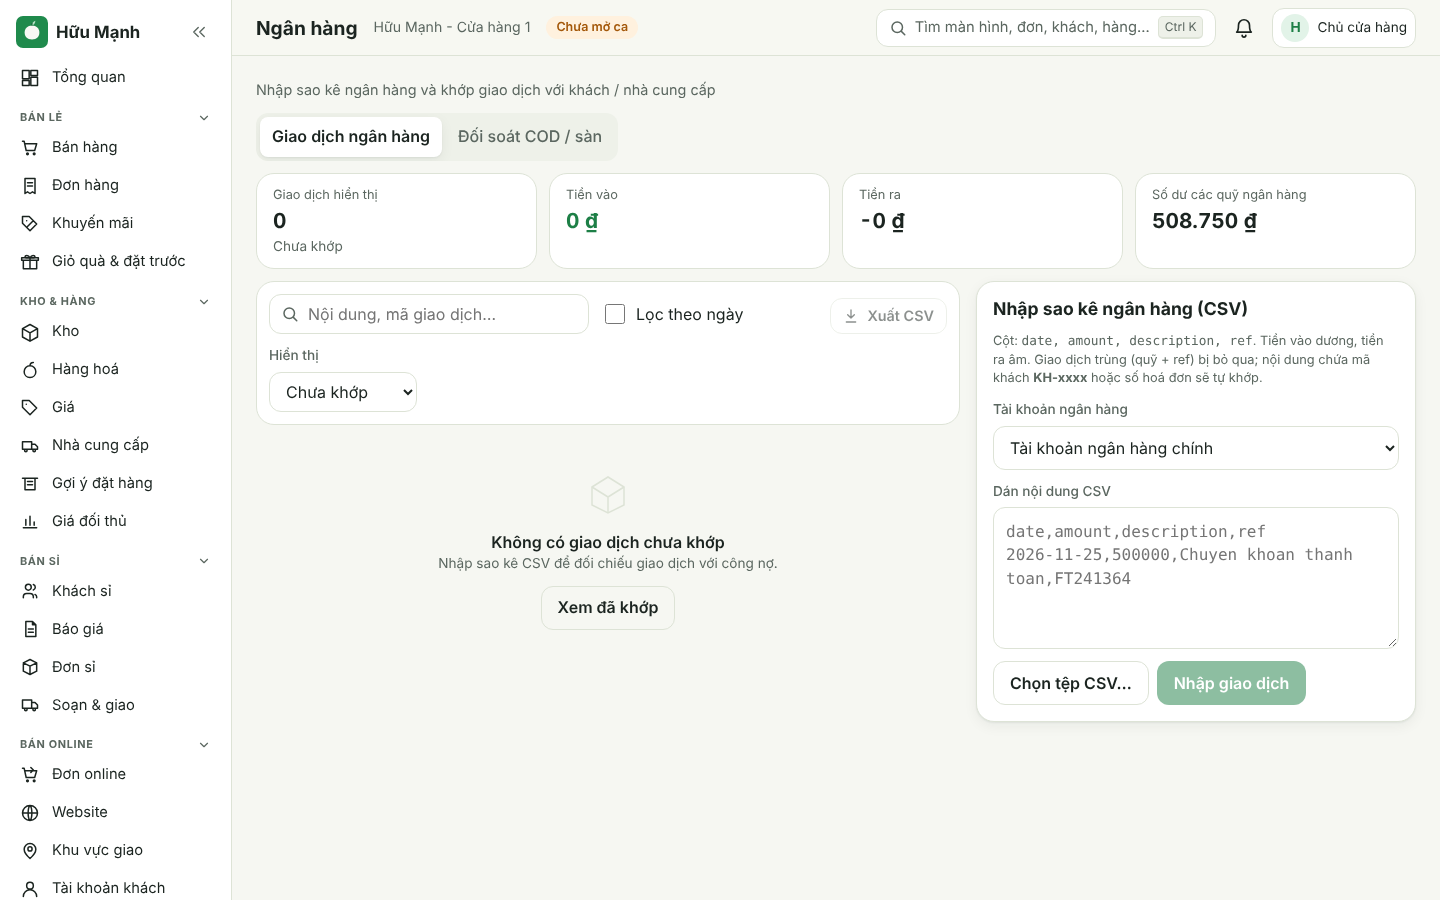 Hữu Mạnh
Tổng quan
BÁN LẺ
Bán hàng
Đơn hàng
Khuyến mãi
Giỏ quà & đặt trước
KHO & HÀNG
Kho
Hàng hoá
Giá
Nhà cung cấp
Gợi ý đặt hàng
Giá đối thủ
BÁN SỈ
Khách sỉ
Báo giá
Đơn sỉ
Soạn & giao
BÁN ONLINE
Đơn online
Website
Khu vực giao
Tài khoản khách
Ngân hàng
Hữu Mạnh - Cửa hàng 1
Chưa mở ca
Tìm màn hình, đơn, khách, hàng...
Ctrl K
H
Chủ cửa hàng
Nhập sao kê ngân hàng và khớp giao dịch với khách / nhà cung cấp
Giao dịch ngân hàng
Đối soát COD / sàn
Giao dịch hiển thị
0
Chưa khớp
Tiền vào
0 ₫
Tiền ra
-0 ₫
Số dư các quỹ ngân hàng
508.750 ₫
Nội dung, mã giao dịch...
Lọc theo ngày
Xuất CSV
Hiển thị
Chưa khớp
Không có giao dịch chưa khớp
Nhập sao kê CSV để đối chiếu giao dịch với công nợ.
Xem đã khớp
Nhập sao kê ngân hàng (CSV)
Cột: date, amount, description, ref. Tiền vào dương, tiền
ra âm. Giao dịch trùng (quỹ + ref) bị bỏ qua; nội dung chứa mã
khách KH-xxxx hoặc số hoá đơn sẽ tự khớp.
Tài khoản ngân hàng
Tài khoản ngân hàng chính
Dán nội dung CSV
date,amount,description,ref
2026-11-25,500000,Chuyen khoan thanh
toan,FT241364
Chọn tệp CSV...
Nhập giao dịch